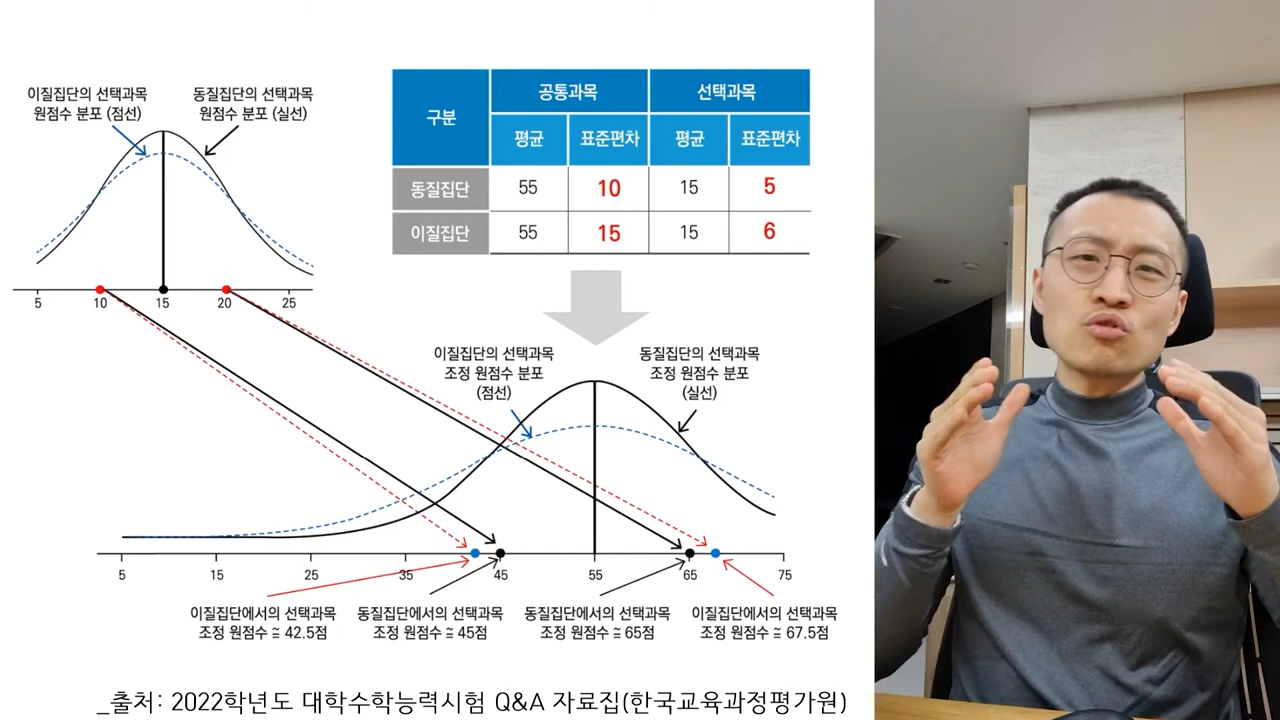 이질집단의 선택과목
원점수 분포 (점선)
동질집단의 선택과목
원점수 분포 (실선)
5 10 15 20 25
구분 공통과목 선택과목
평균 표준편차 평균 표준편차
동질집단 55 10 15 5
이질집단 55 15 15 6
이질집단의 선택과목
조정 원점수 분포
(점선)
동질집단의 선택과목
조정 원점수 분포
(실선)
5 15 25 35 45 55 65 75
이질집단에서의 선택과목
조정 원점수 ≅ 42.5점
동질집단에서의 선택과목
조정 원점수 ≅ 45점
동질집단에서의 선택과목
조정 원점수 ≅ 65점
이질집단에서의 선택과목
조정 원점수 ≅ 67.5점
_출처: 2022학년도 대학수학능력시험 Q&A 자료집(한국교육과정평가원)